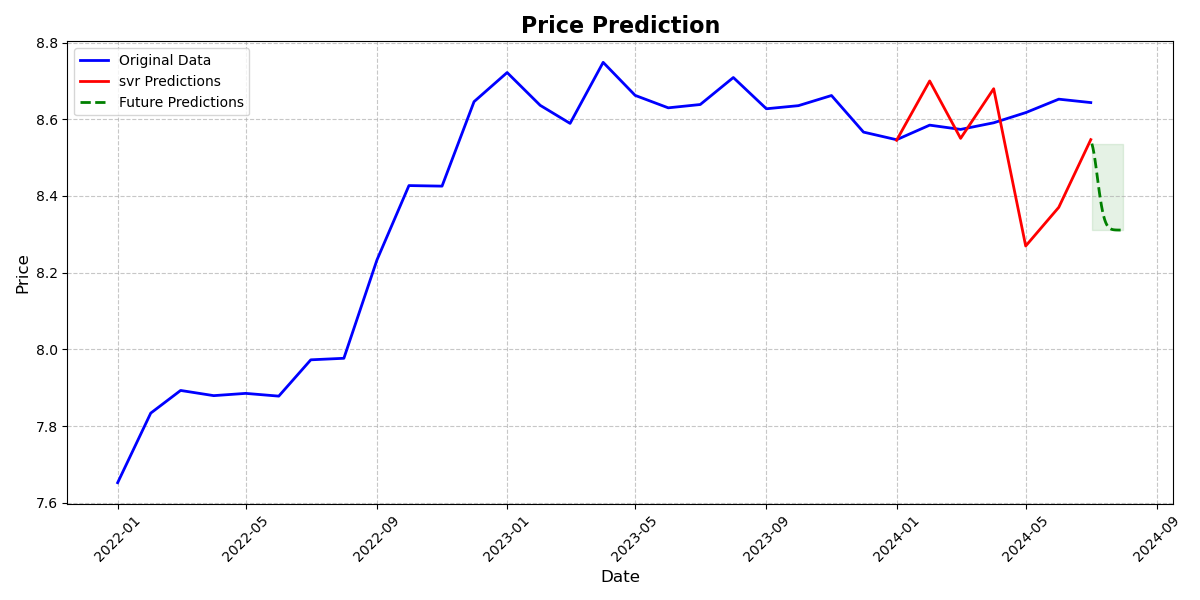 Price Prediction
Original Data
svr Predictions
Future Predictions
8.8
8.6
8.4
8.2
8.0
7.8
7.6
Price
2022-01
2022-05
2022-09
2023-01
2023-05
2023-09
2024-01
2024-05
2024-09
Date